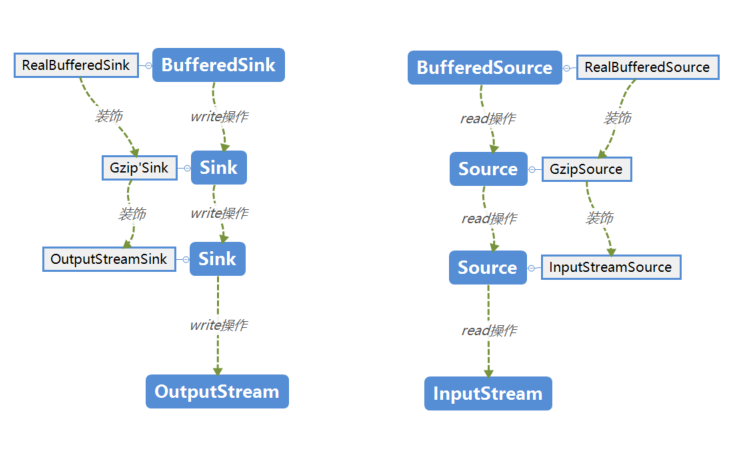 RealBufferedSink
BufferedSink
装饰
write操作
Gzip'Sink
Sink
装饰
write操作
OutputStreamSink
Sink
write操作
OutputStream
BufferedSource
RealBufferedSource
read操作
装饰
Source
GzipSource
read操作
装饰
Source
InputStreamSource
read操作
InputStream